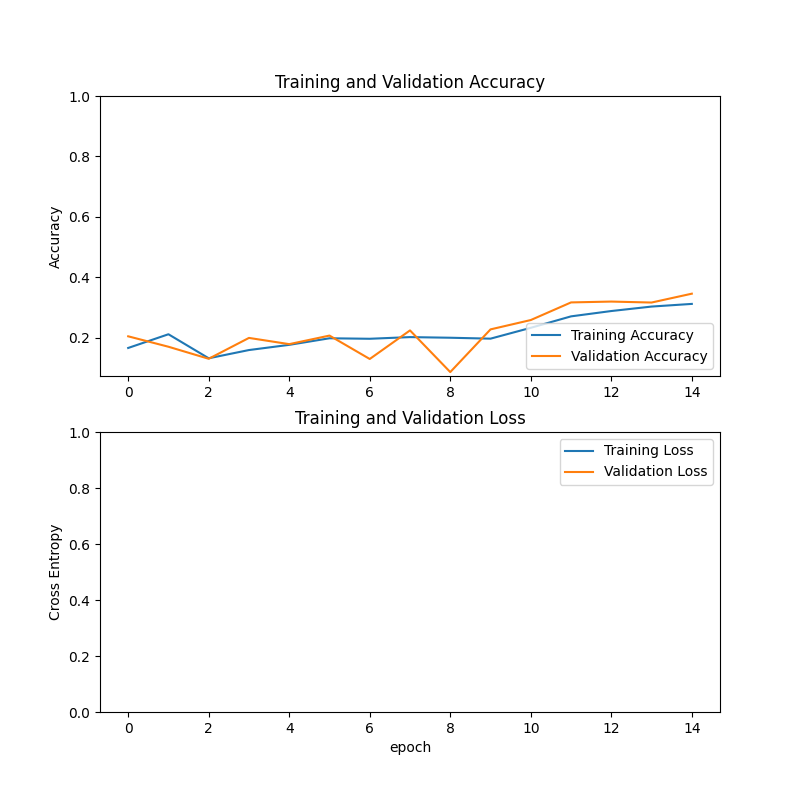 Training and Validation Accuracy
Accuracy
1.0
0.8
0.6
0.4
0.2
Training Accuracy
Validation Accuracy
0 2 4 6 8 10 12 14
Training and Validation Loss
Cross Entropy
1.0
0.8
0.6
0.4
0.2
0.0
Training Loss
Validation Loss
0 2 4 6 8 10 12 14
epoch